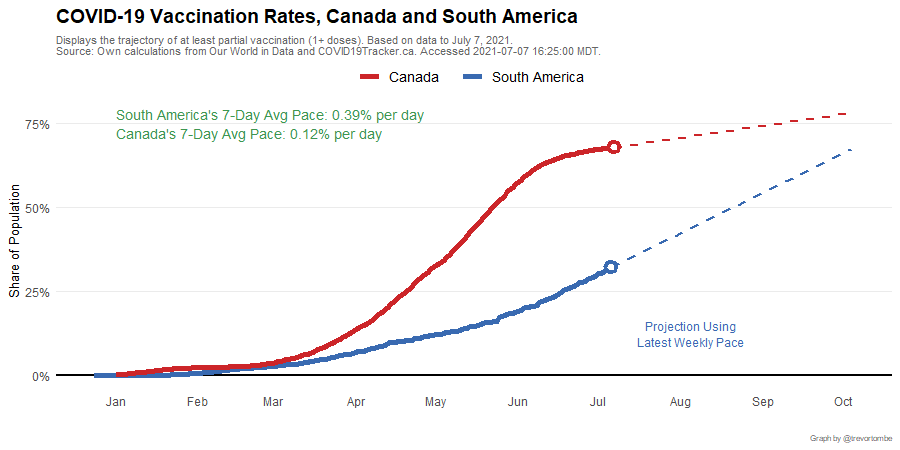 COVID-19 Vaccination Rates, Canada and South America
Displays the trajectory of at least partial vaccination (1+ doses). Based on data to July 7, 2021.
Source: Own calculations from Our World in Data and COVID19Tracker.ca. Accessed 2021-07-07 16:25:00 MDT.
Canada South America
South America's 7-Day Avg Pace: 0.39% per day
Canada's 7-Day Avg Pace: 0.12% per day
Share of Population
75%
50%
25%
0%
Projection Using
Latest Weekly Pace
Jan Feb Mar Apr May Jun Jul Aug Sep Oct
Graph by @trevortombe